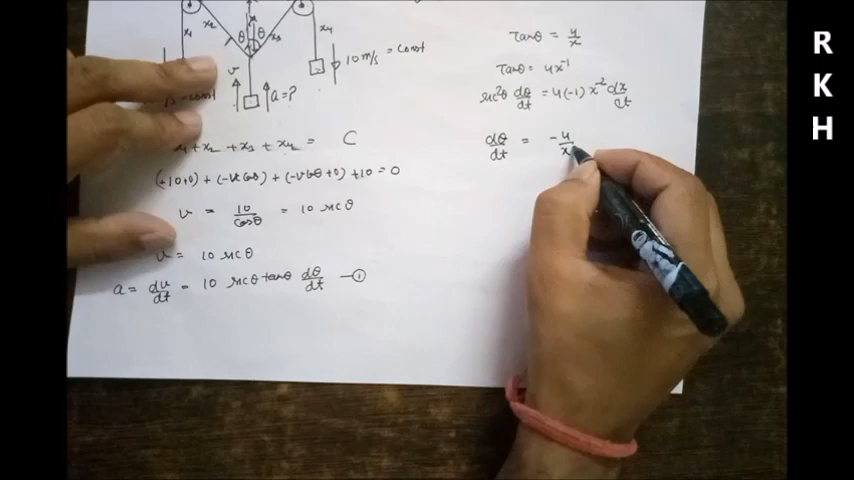 x₁ x₂ θ θ x₃ x₄
v a = ? 10 m/s = const
= const
x₂ + x₃ + x₄ = C
(-10+0) + (-v cosθ) + (-v cosθ + 0) + 10 = 0
v = 10/cosθ = 10 secθ
v = 10 secθ
a = dv/dt = 10 secθ tanθ dθ/dt —①
Tanθ = 4/x
Tanθ = 4x⁻¹
sec²θ dθ/dt = 4(-1) x⁻² dx/dt
dθ/dt = -4/x
R
K
H